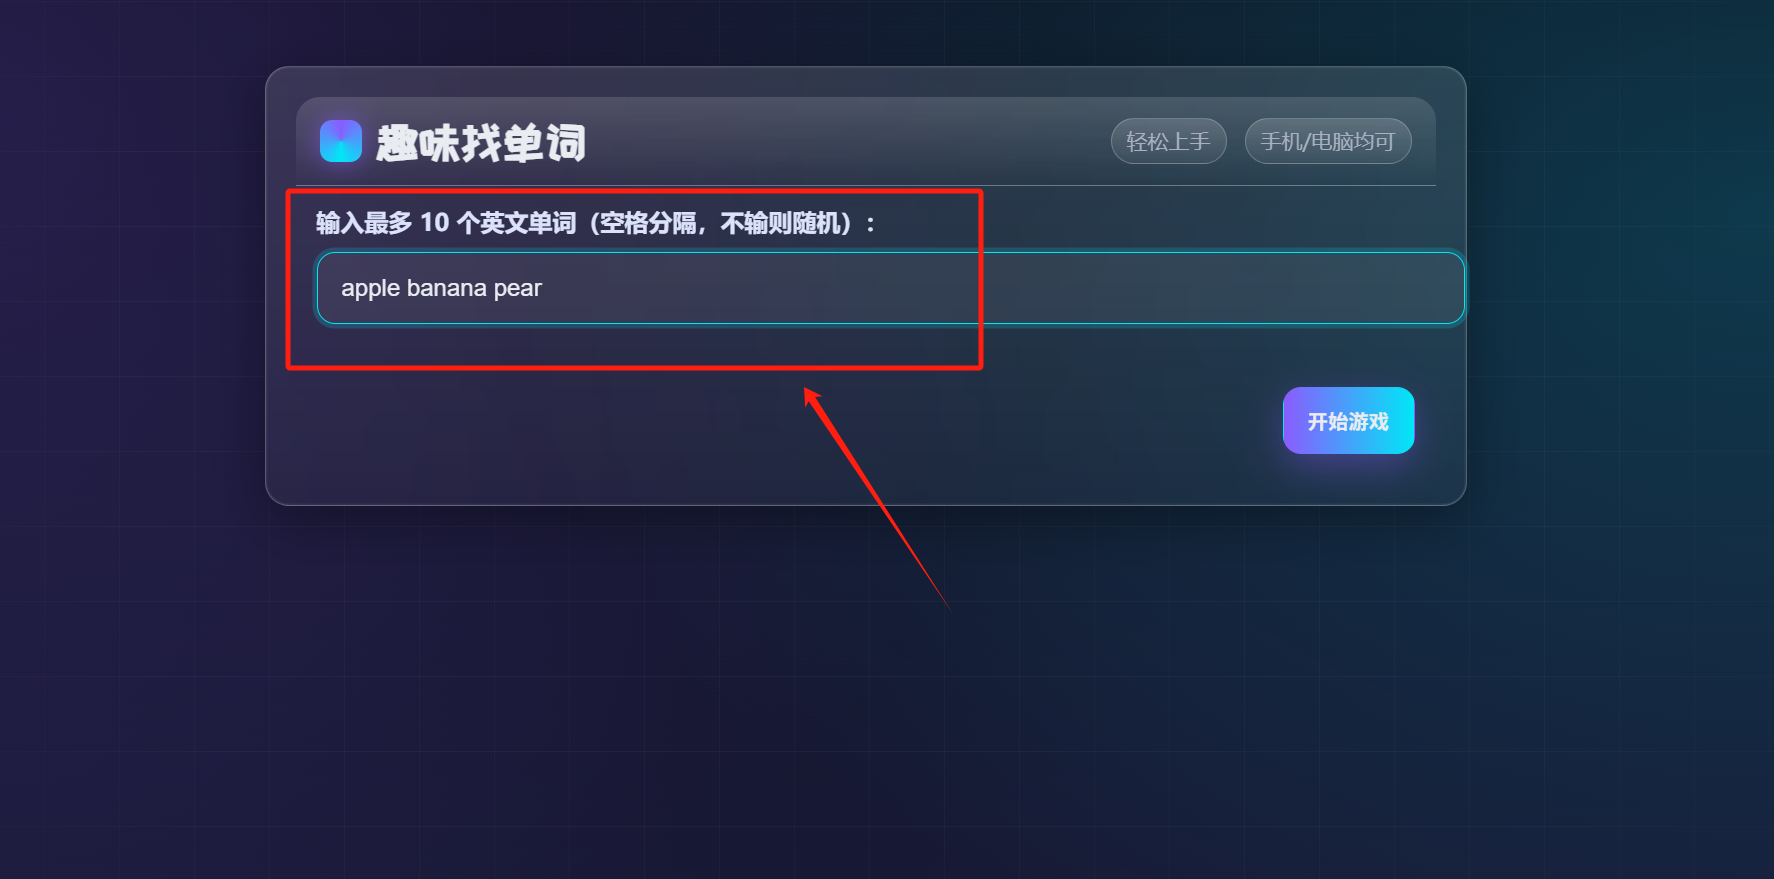 趣味找单词
轻松上手
手机/电脑均可
输入最多 10 个英文单词（空格分隔，不输则随机）：
apple banana pear
开始游戏